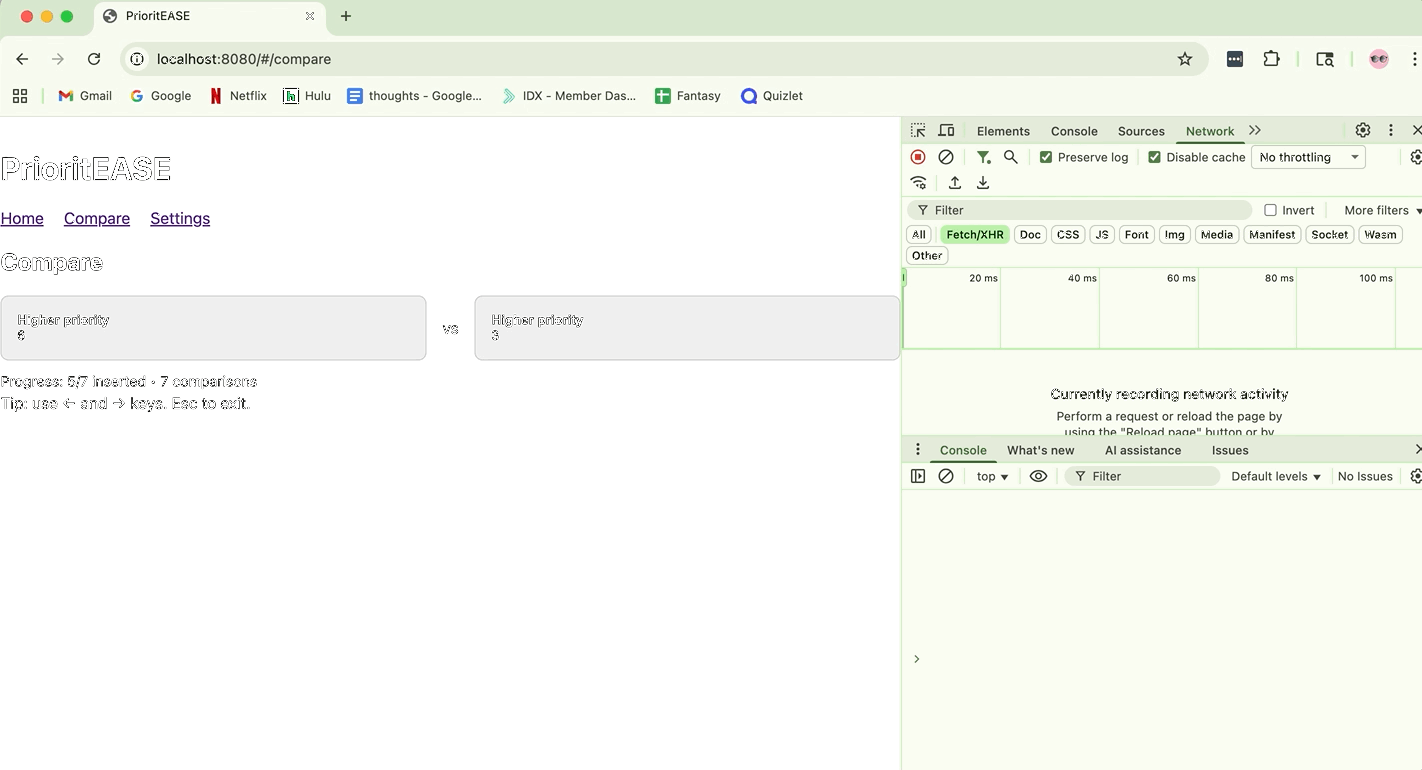 PrioritEASE
localhost:8080/#/compare
Gmail Google Netflix Hulu thoughts - Google... IDX - Member Das... Fantasy Quizlet
PrioritEASE
Home Compare Settings
Compare
Higher priority
6
vs
Higher priority
3
Progress: 5/7 inserted • 7 comparisons
Tip: use ← and → keys. Esc to exit.
Elements Console Sources Network
Preserve log Disable cache No throttling
Filter Invert More filters
All Fetch/XHR Doc CSS JS Font Img Media Manifest Socket Wasm
Other
20 ms 40 ms 60 ms 80 ms 100 ms
Currently recording network activity
Perform a request or reload the page by
using the "Reload page" button or by
Console What's new AI assistance Issues
top Filter Default levels No Issues